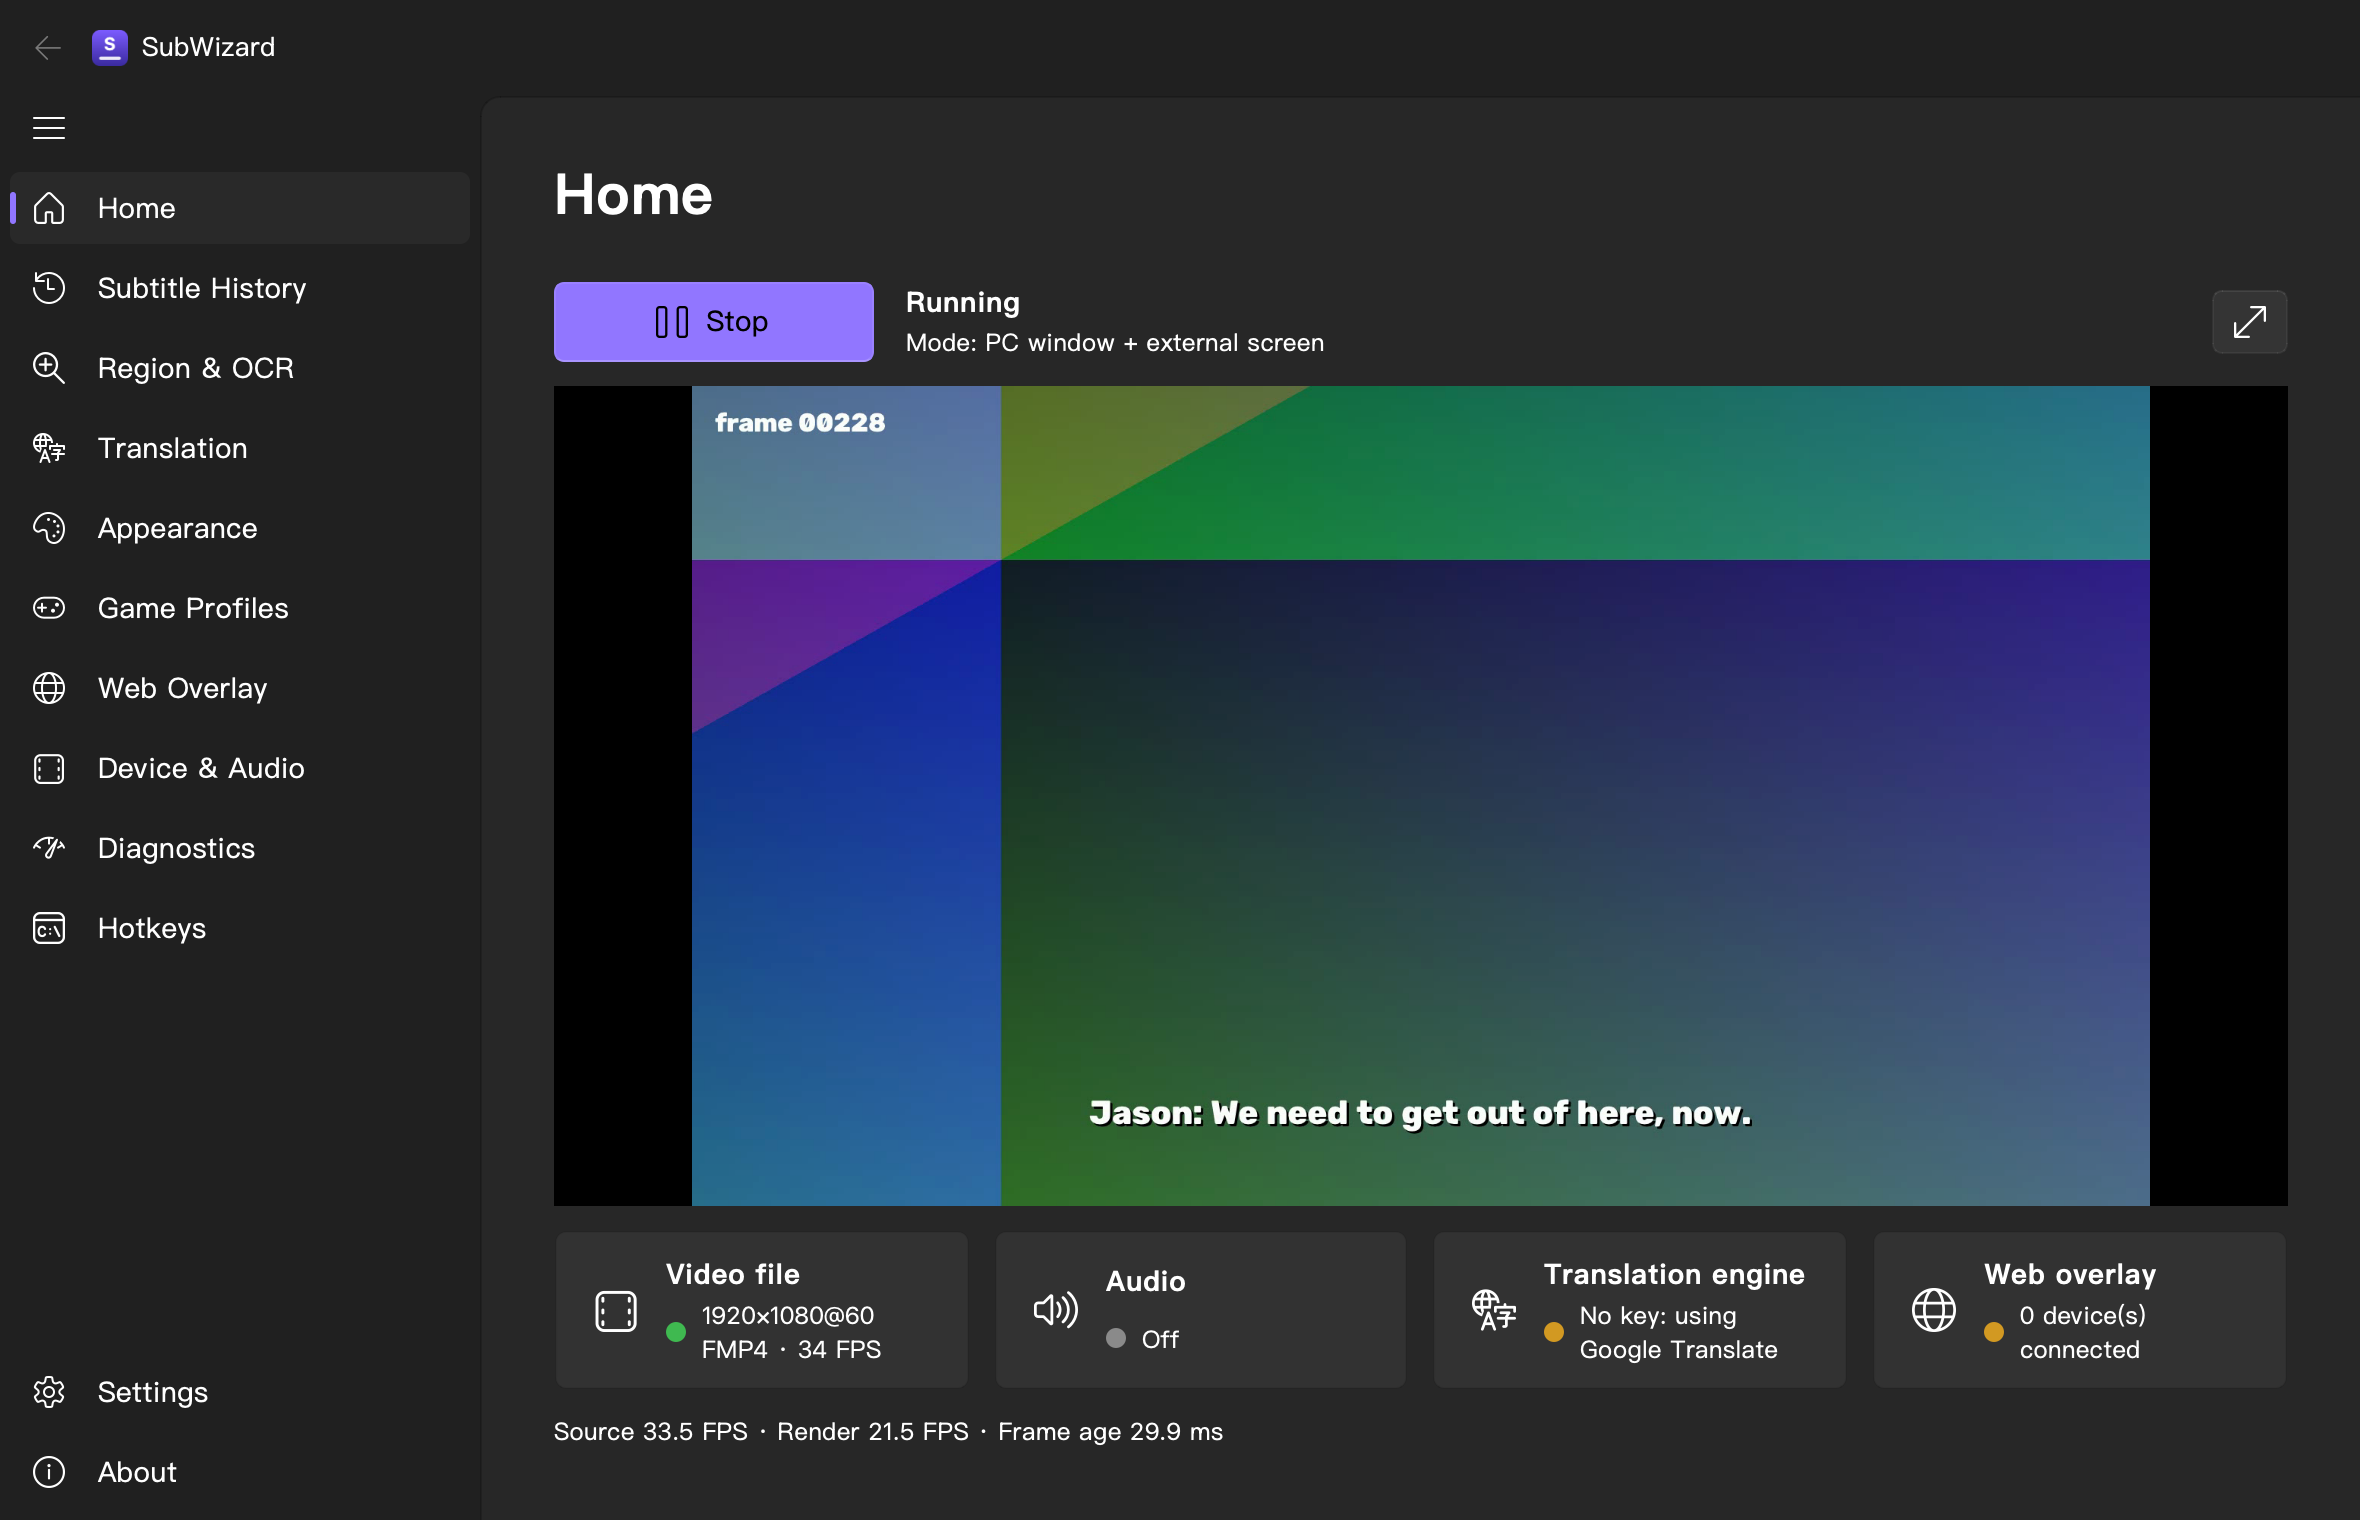 SubWizard
Home
Subtitle History
Region & OCR
Translation
Appearance
Game Profiles
Web Overlay
Device & Audio
Diagnostics
Hotkeys
Settings
About
Home
Stop
Running
Mode: PC window + external screen
frame 00228
Jason: We need to get out of here, now.
Video file
1920×1080@60
FMP4 · 34 FPS
Audio
Off
Translation engine
No key: using
Google Translate
Web overlay
0 device(s)
connected
Source 33.5 FPS · Render 21.5 FPS · Frame age 29.9 ms